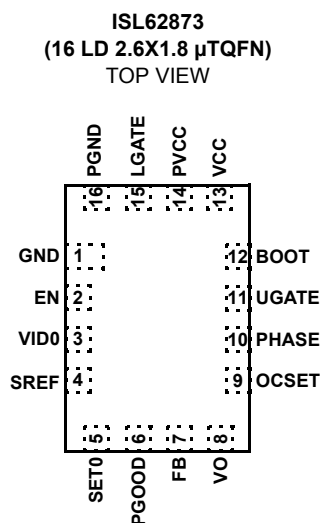 ISL62873
(16 LD 2.6X1.8 µTQFN)
TOP VIEW
PGND
LGATE
PVCC
VCC
16
15
14
13
GND 1
12 BOOT
EN 2
11 UGATE
VID0 3
10 PHASE
SREF 4
9 OCSET
5
6
7
8
SET0
PGOOD
FB
VO